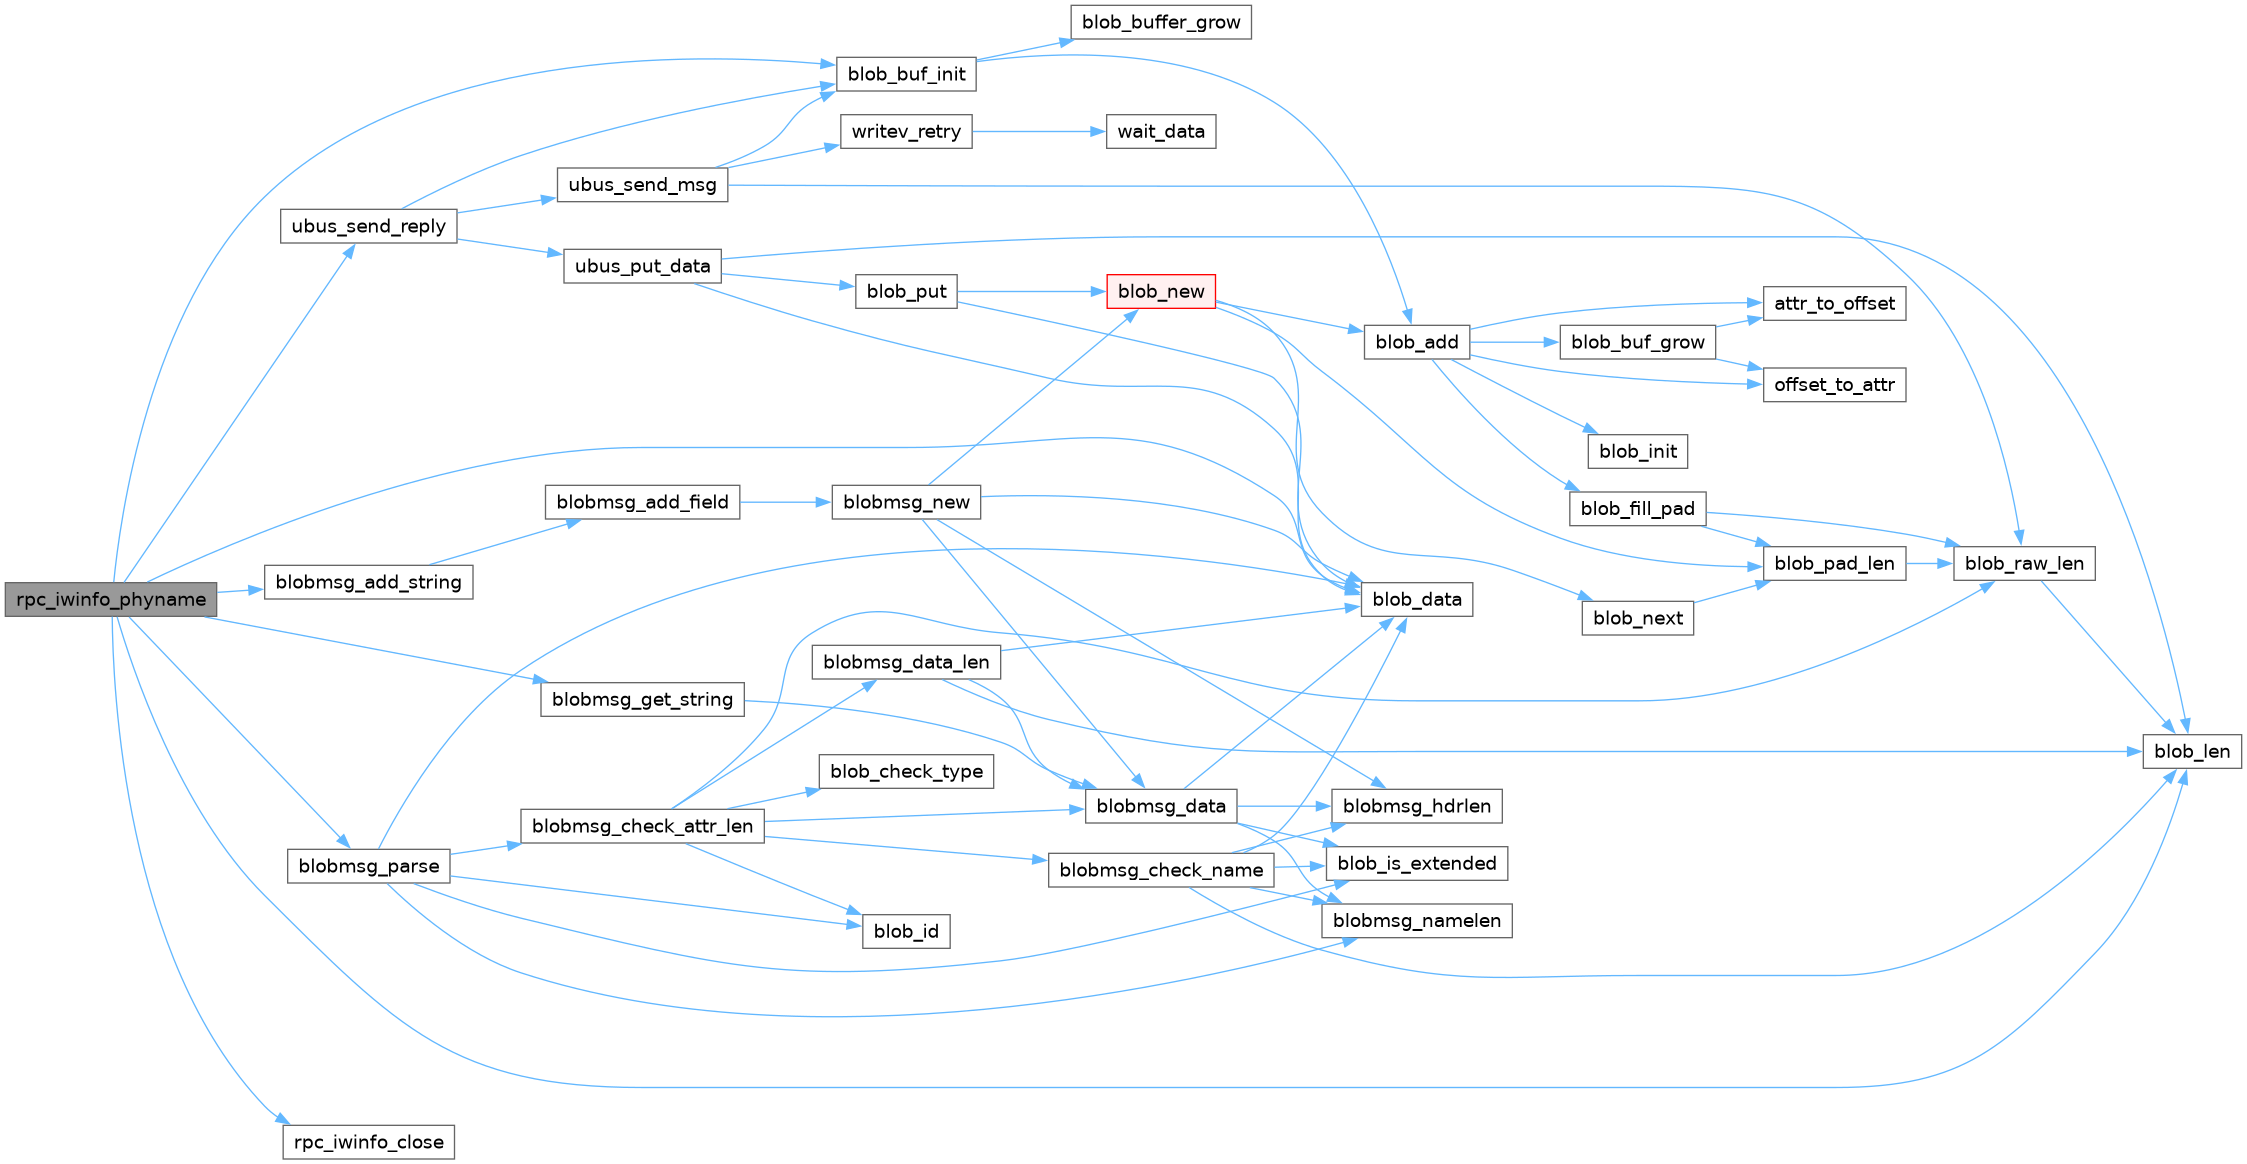 blob_buffer_grow
blob_buf_init
writev_retry
wait_data
ubus_send_msg
ubus_send_reply
ubus_put_data
blob_put
blob_new
attr_to_offset
blob_add
blob_buf_grow
offset_to_attr
blob_init
blobmsg_add_field
blobmsg_new
blob_fill_pad
blob_pad_len
blob_raw_len
blobmsg_add_string
rpc_iwinfo_phyname
blob_data
blob_next
blobmsg_data_len
blobmsg_get_string
blob_len
blob_check_type
blobmsg_data
blobmsg_hdrlen
blobmsg_check_attr_len
blobmsg_parse
blobmsg_check_name
blob_is_extended
blobmsg_namelen
blob_id
rpc_iwinfo_close